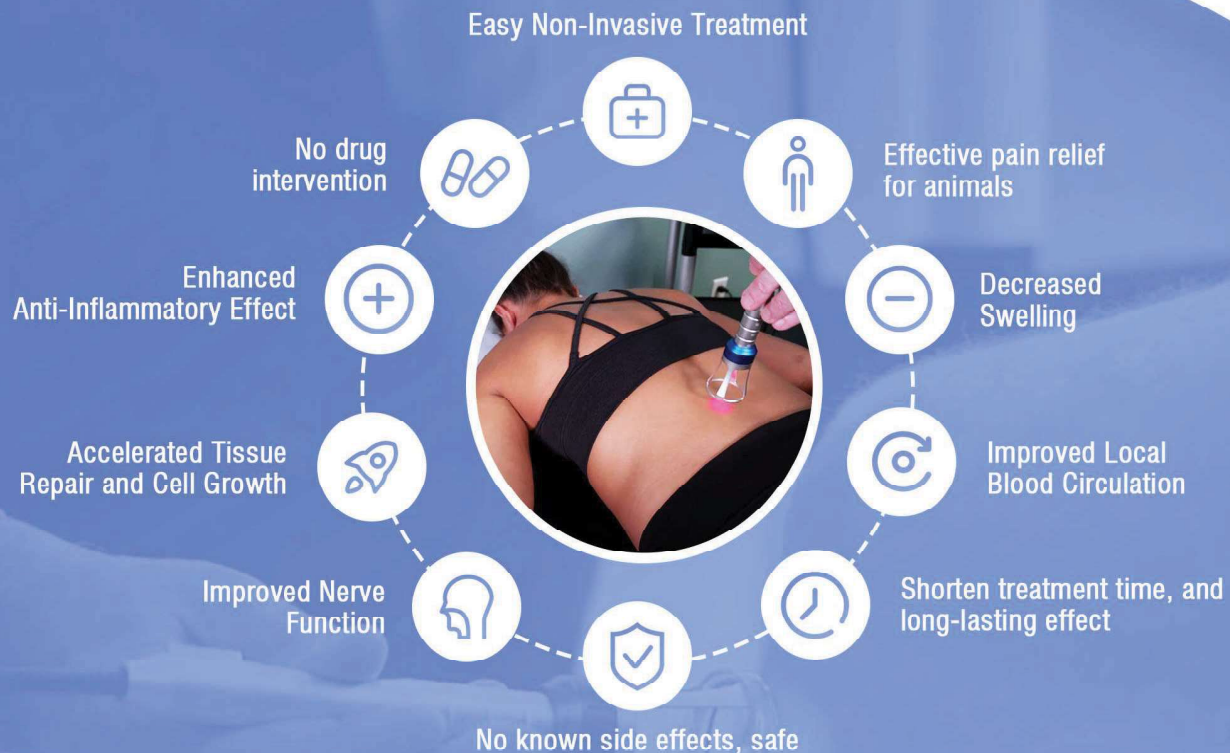 Easy Non-Invasive Treatment
No drug
intervention
Effective pain relief
for animals
Enhanced
Anti-Inflammatory Effect
Decreased
Swelling
Accelerated Tissue
Repair and Cell Growth
Improved Local
Blood Circulation
Improved Nerve
Function
Shorten treatment time, and
long-lasting effect
No known side effects, safe